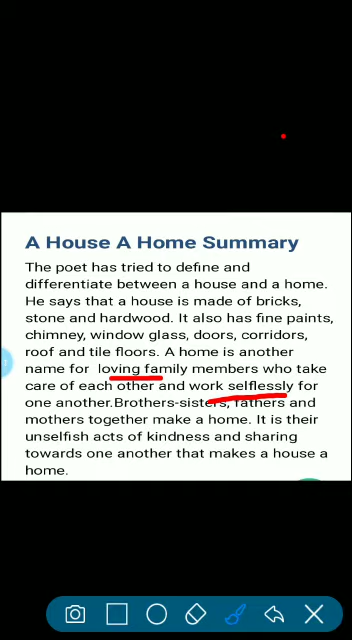 A House A Home Summary
The poet has tried to define and
differentiate between a house and a home.
He says that a house is made of bricks,
stone and hardwood. It also has fine paints,
chimney, window glass, doors, corridors,
roof and tile floors. A home is another
name for loving family members who take
care of each other and work selflessly for
one another.Brothers-sisters, fathers and
mothers together make a home. It is their
unselfish acts of kindness and sharing
towards one another that makes a house a
home.